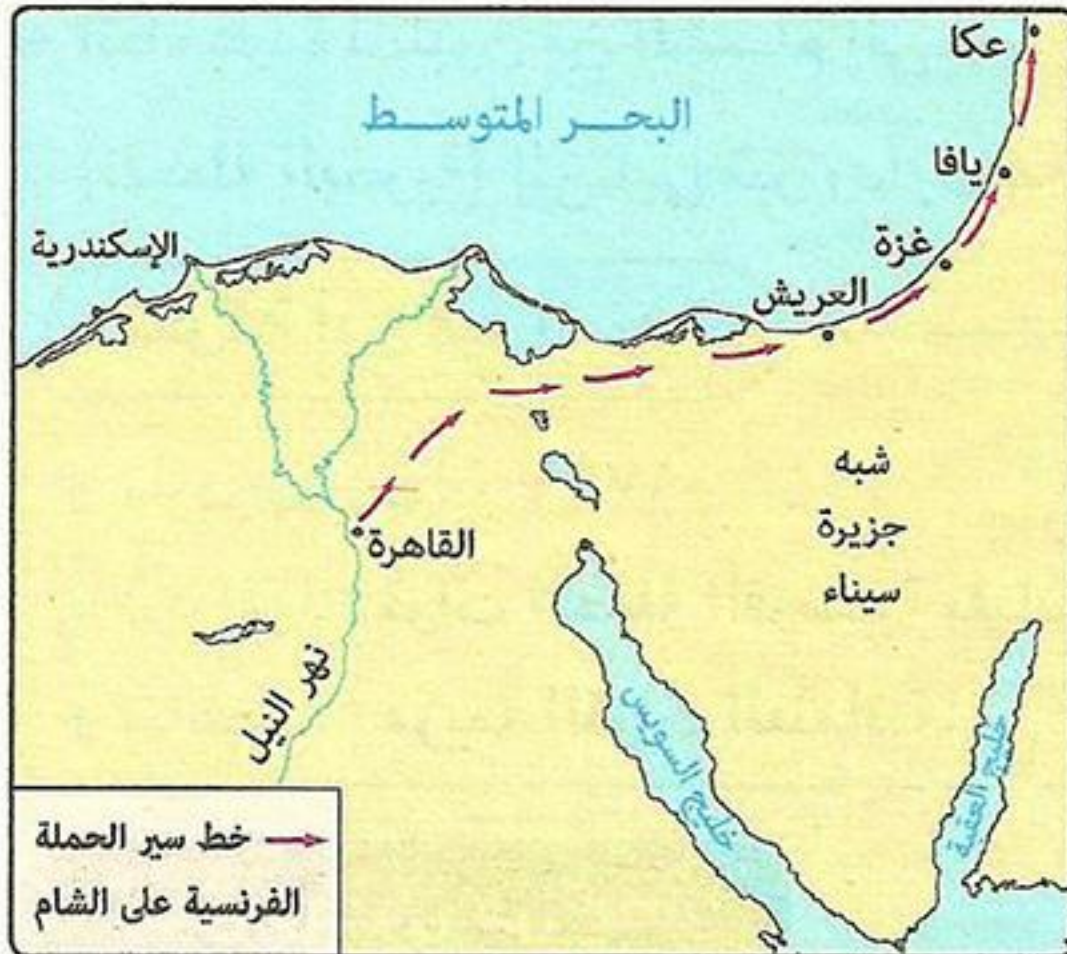 عكا
البحر المتوسط
يافا
الإسكندرية
غزة
العريش
شبه
جزيرة
سيناء
القاهرة
نهر النيل
خليج السويس
خليج العقبة
خط سير الحملة
الفرنسية على الشام